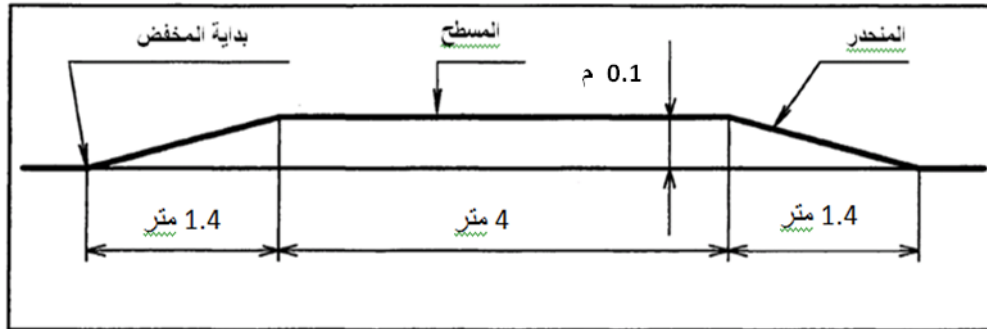 المنحدر
المسطح
بداية المخفض
0.1 م
1.4 متر
4 متر
1.4 متر